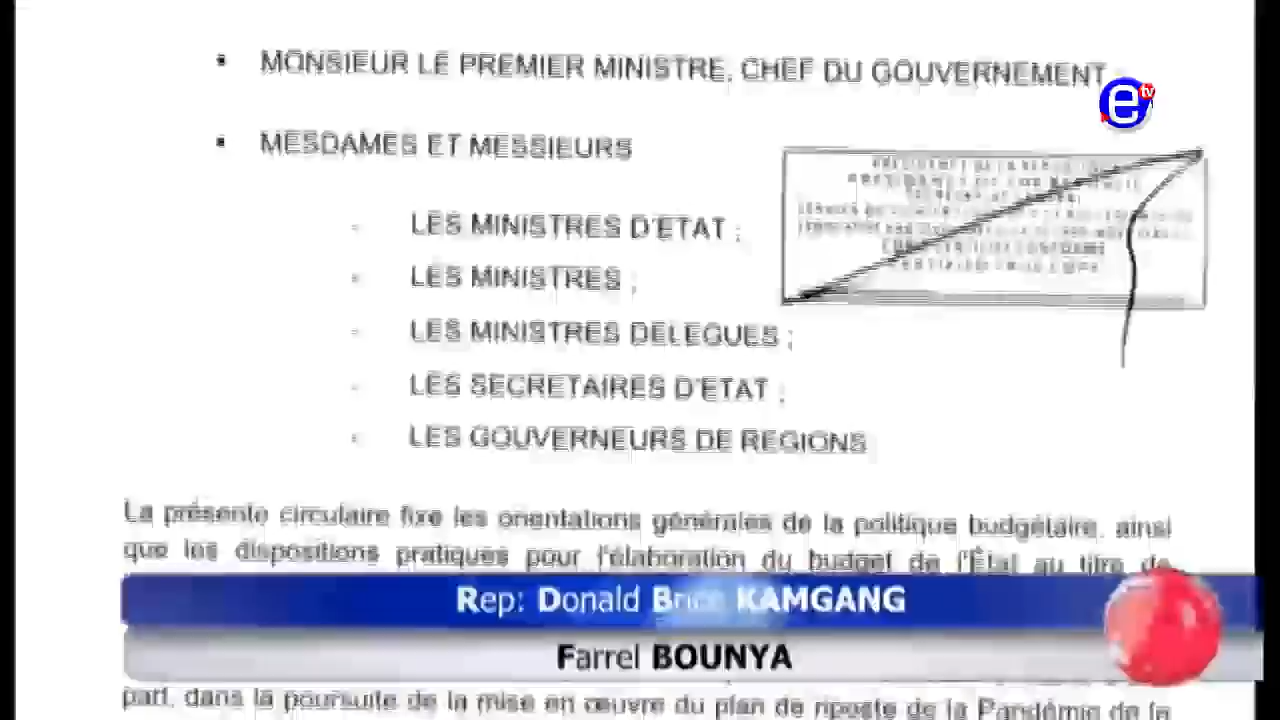 • MONSIEUR LE PREMIER MINISTRE, CHEF DU GOUVERNEMENT
e tv
• MESDAMES ET MESSIEURS
- LES MINISTRES D'ETAT ;
- LES MINISTRES ;
- LES MINISTRES DELEGUES ;
- LES SECRETAIRES D'ETAT ;
- LES GOUVERNEURS DE REGIONS
La présente circulaire fixe les orientations générales de la politique budgétaire, ainsi
que les dispositions pratiques pour l'élaboration du budget de l'État au titre de
Rep: Donald Brice KAMGANG
Farrel BOUNYA
part, dans la poursuite de la mise en œuvre du plan de riposte de la Pandémie de la